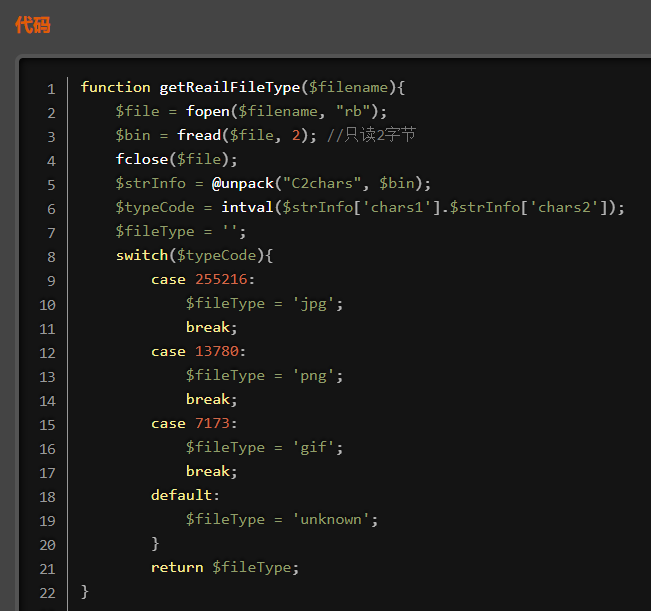 代码
1 function getReailFileType($filename){
2 $file = fopen($filename, "rb");
3 $bin = fread($file, 2); //只读2字节
4 fclose($file);
5 $strInfo = @unpack("C2chars", $bin);
6 $typeCode = intval($strInfo['chars1'].$strInfo['chars2']);
7 $fileType = '';
8 switch($typeCode){
9 case 255216:
10 $fileType = 'jpg';
11 break;
12 case 13780:
13 $fileType = 'png';
14 break;
15 case 7173:
16 $fileType = 'gif';
17 break;
18 default:
19 $fileType = 'unknown';
20 }
21 return $fileType;
22 }